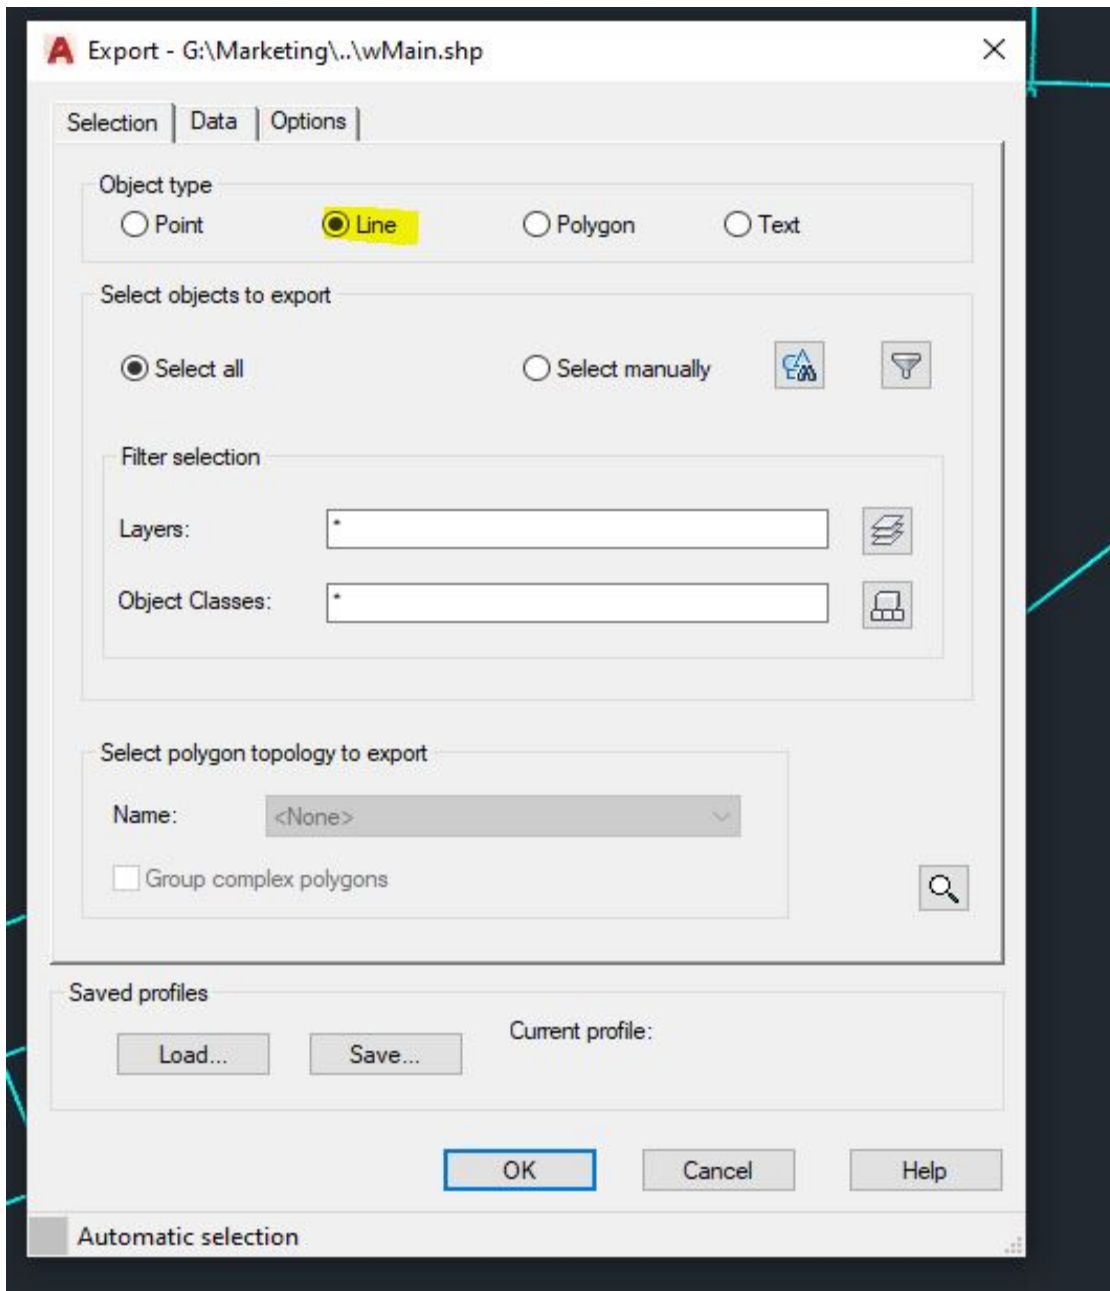 Export - G:\Marketing\..\wMain.shp
Selection Data Options
Object type
Point Line Polygon Text
Select objects to export
Select all Select manually
Filter selection
Layers: *
Object Classes: *
Select polygon topology to export
Name: <None>
Group complex polygons
Saved profiles
Load... Save... Current profile:
OK Cancel Help
Automatic selection